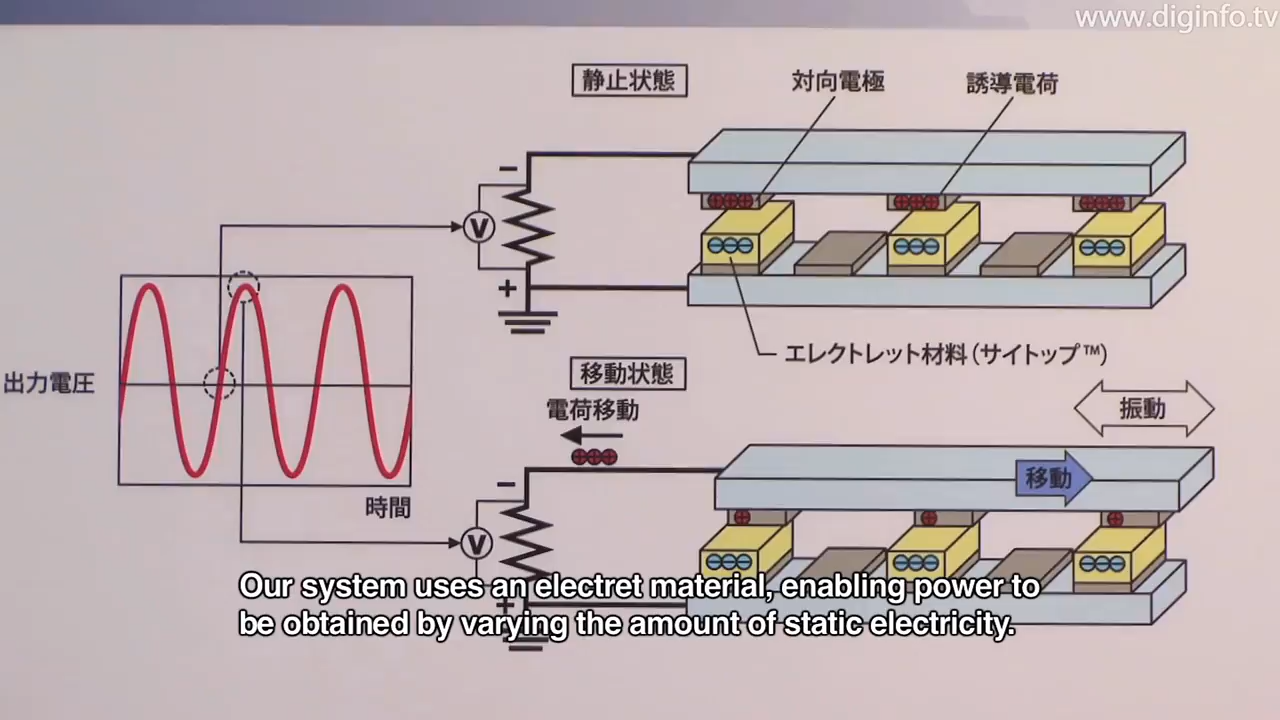 www.diginfo.tv
静止状態
対向電極
誘導電荷
−
V
+
エレクトレット材料（サイトップ™）
出力電圧
時間
移動状態
電荷移動
振動
移動
−
V
+
Our system uses an electret material, enabling power to
be obtained by varying the amount of static electricity.